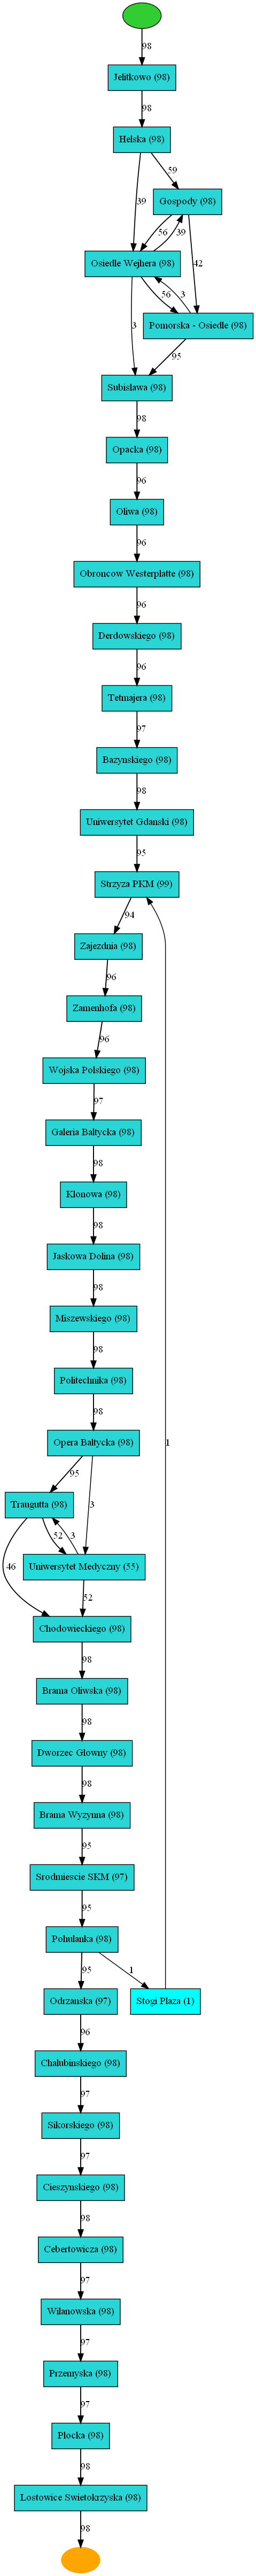 98
Jelitkowo (98)
98
Helska (98)
59
39
Gospody (98)
56
39
42
Osiedle Wejhera (98)
56
3
3
Pomorska - Osiedle (98)
95
Subisława (98)
98
Opacka (98)
96
Oliwa (98)
96
Obroncow Westerplatte (98)
96
Derdowskiego (98)
96
Tetmajera (98)
97
Bazynskiego (98)
98
Uniwersytet Gdanski (98)
95
Strzyza PKM (99)
94
Zajezdnia (98)
96
Zamenhofa (98)
96
Wojska Polskiego (98)
97
Galeria Bałtycka (98)
98
Klonowa (98)
98
Jaskowa Dolina (98)
98
Miszewskiego (98)
98
Politechnika (98)
98
Opera Bałtycka (98)
1
95
3
Traugutta (98)
52
3
46
Uniwersytet Medyczny (55)
52
Chodowieckiego (98)
98
Brama Oliwska (98)
98
Dworzec Głowny (98)
98
Brama Wyzynna (98)
95
Srodmiescie SKM (97)
95
Pohulanka (98)
95
1
Odrzanska (97)
Stogi Plaza (1)
96
Chałubinskiego (98)
97
Sikorskiego (98)
97
Cieszynskiego (98)
98
Cebertowicza (98)
97
Wilanowska (98)
97
Przemyska (98)
97
Płocka (98)
98
Lostowice Swietokrzyska (98)
98